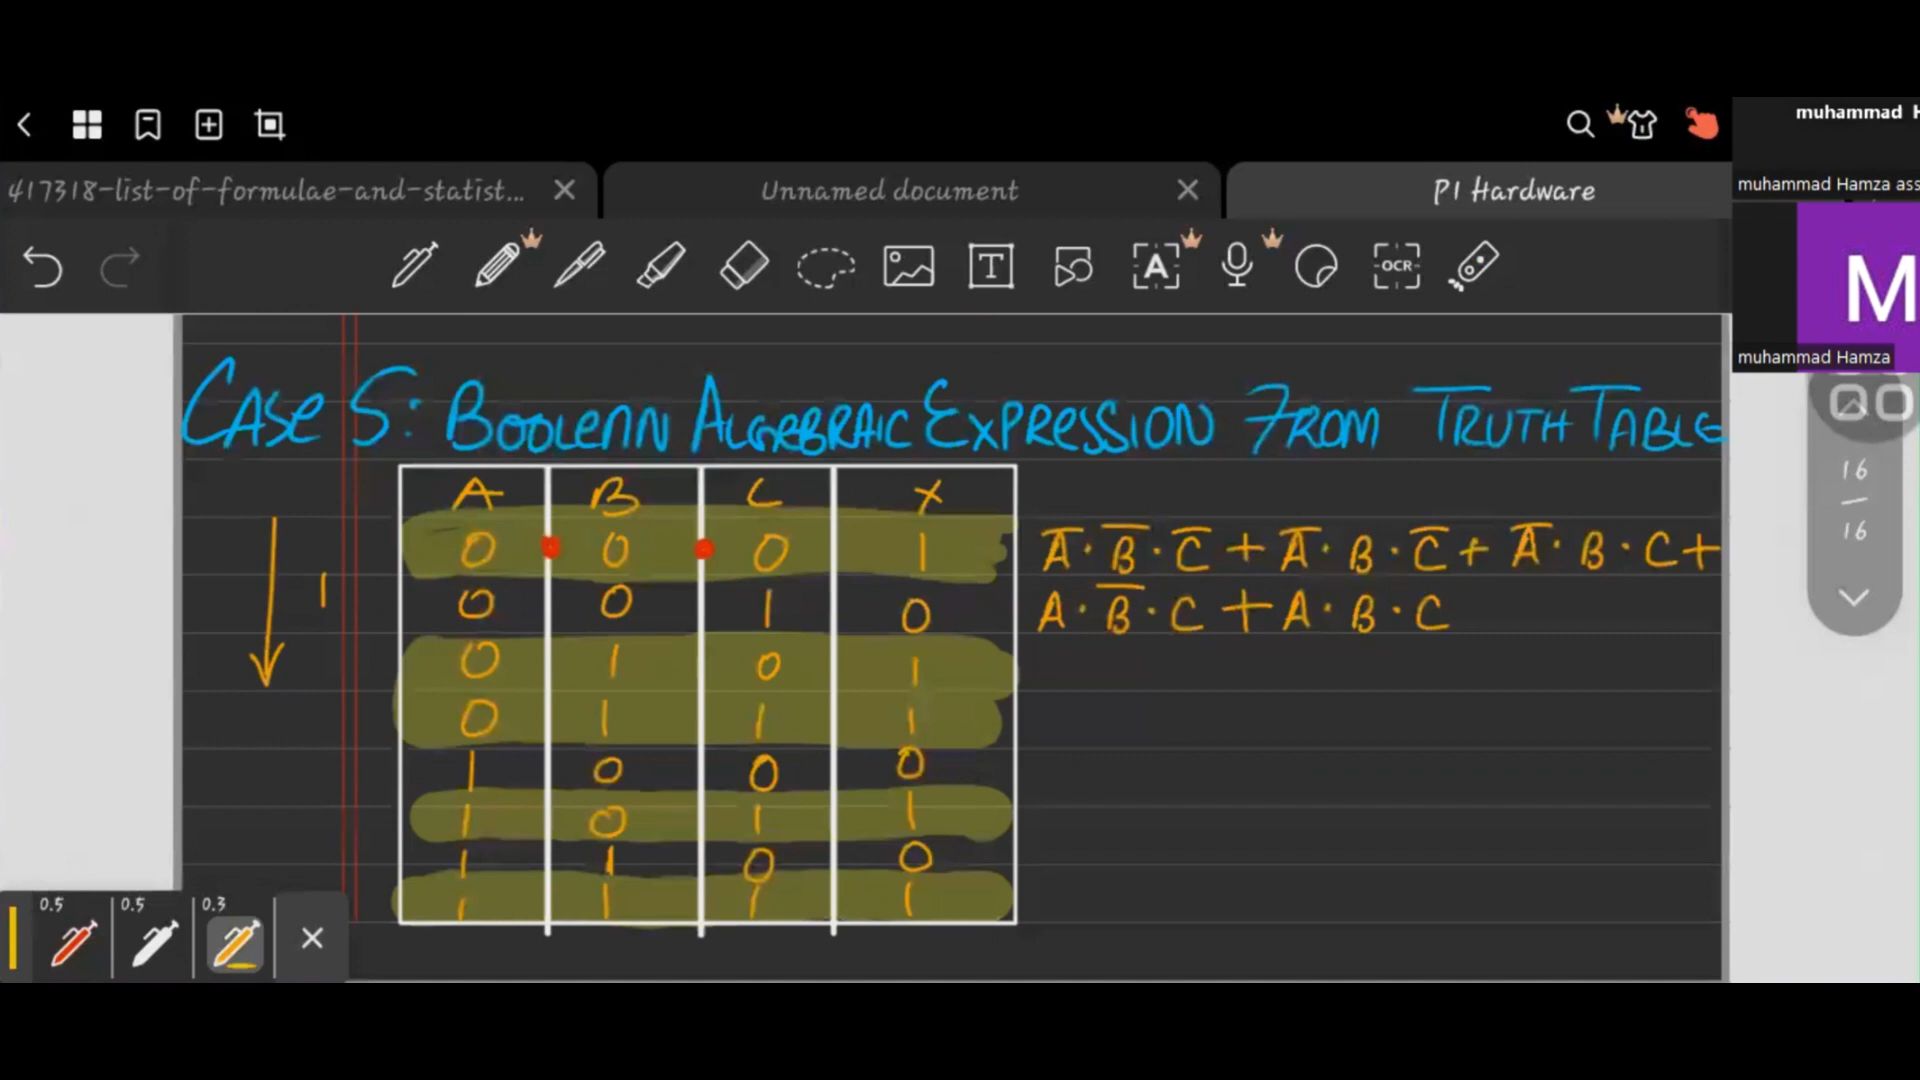 muhammad H
417318-list-of-formulae-and-statist...
Unnamed document
P1 Hardware
muhammad Hamza ass
T
A
OCR
M
muhammad Hamza
CASE 5: BOOLEAN ALGEBRAIC EXPRESSION FROM TRUTH TABLE
A B C X
0 0 0 1
0 0 1 0
0 1 0 1
0 1 1 1
1 0 0 0
1 0 1 1
1 1 0 0
1 1 1 1
1
A̅·B̅·C̅ + A̅·B·C̅ + A̅·B·C +
A·B̅·C + A·B·C
16
16
0.5 0.5 0.3